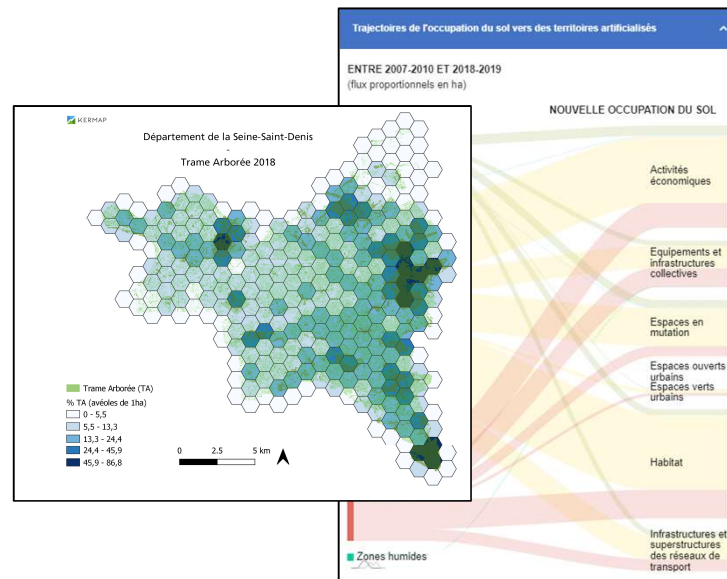 Trajectoires de l'occupation du sol vers des territoires artificialisés
ENTRE 2007-2010 ET 2018-2019
(flux proportionnels en ha)
NOUVELLE OCCUPATION DU SOL
Activités
économiques
Equipements et
infrastructures
collectives
Espaces en
mutation
Espaces ouverts
urbains
Espaces verts
urbains
Habitat
Infrastructures et
superstructures
des réseaux de
transport
Zones humides
KERMAP
Département de la Seine-Saint-Denis
-
Trame Arborée 2018
Trame Arborée (TA)
% TA (avéoles de 1ha)
0 - 5,5
5,5 - 13,3
13,3 - 24,4
24,4 - 45,9
45,9 - 86,8
0 2.5 5 km